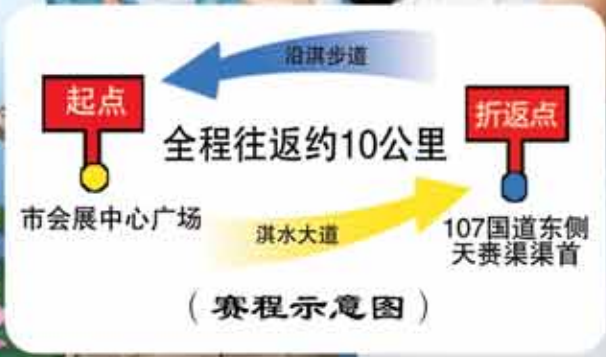 沿淇步道
起点
折返点
全程往返约10公里
市会展中心广场
淇水大道
107国道东侧
天赉渠渠首
（赛程示意图）